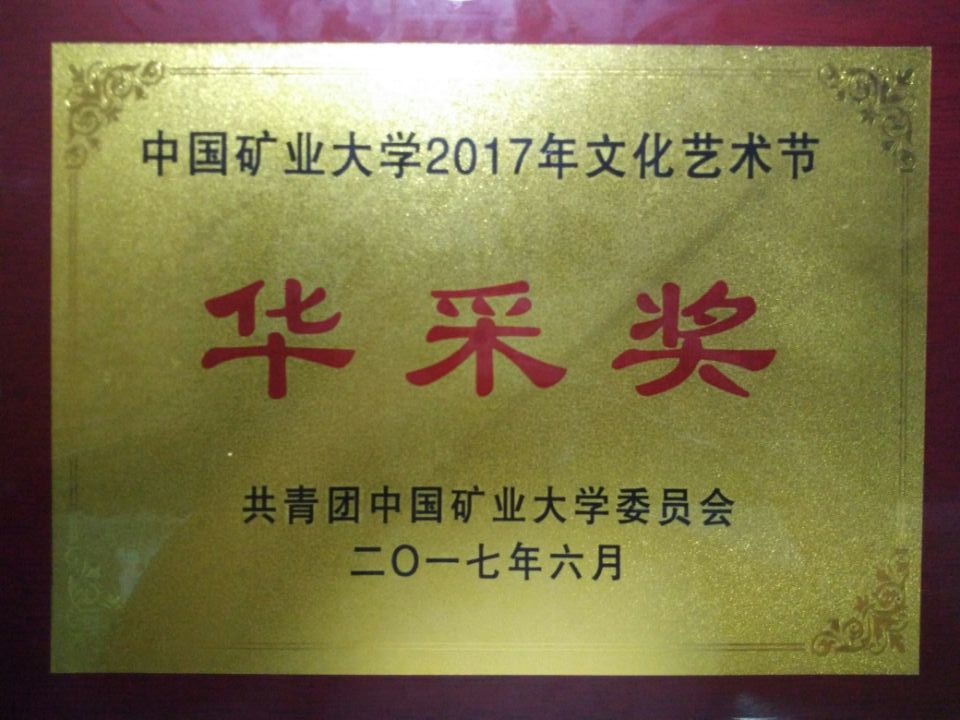 中国矿业大学2017年文化艺术节
华采奖
共青团中国矿业大学委员会
二〇一七年六月